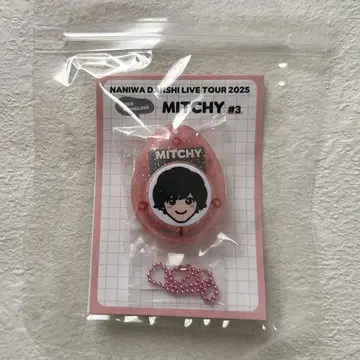 NANIWA DANSHI LIVE TOUR 2025
MITCHY #3
MITCHY